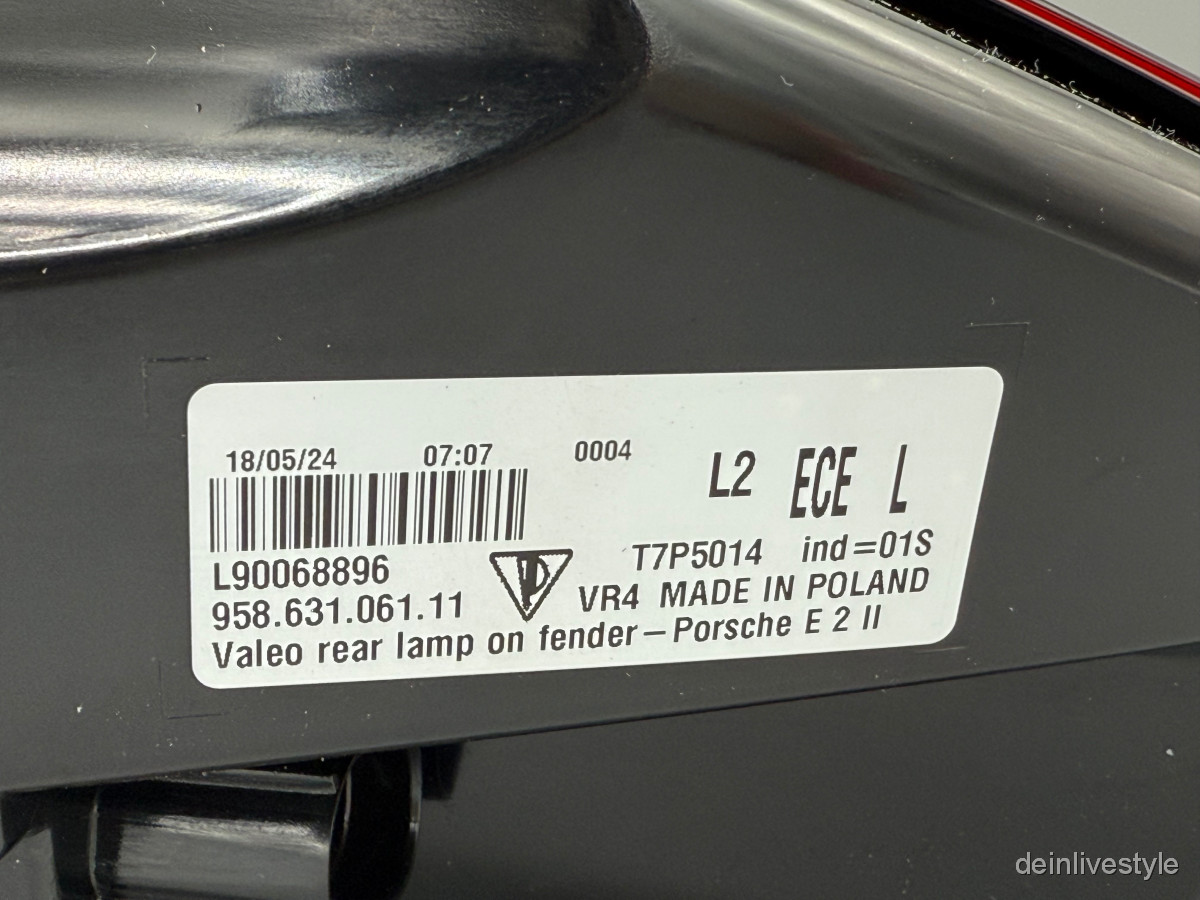 18/05/24 07:07 0004
L2 ECE L
L90068896 T7P5014 ind=01S
958.631.061.11 VR4 MADE IN POLAND
Valeo rear lamp on fender-Porsche E 2 II
deinlivestyle